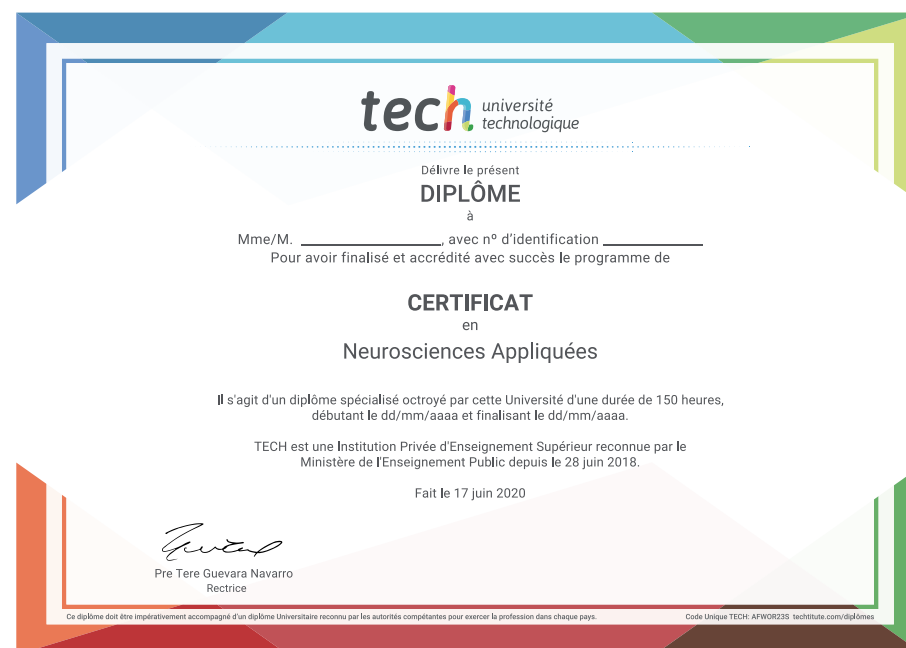 tech université
technologique
Délivre le présent
DIPLÔME
à
Mme/M. ____________________, avec nº d'identification ______________
Pour avoir finalisé et accrédité avec succès le programme de
CERTIFICAT
en
Neurosciences Appliquées
Il s'agit d'un diplôme spécialisé octroyé par cette Université d'une durée de 150 heures,
débutant le dd/mm/aaaa et finalisant le dd/mm/aaaa.
TECH est une Institution Privée d'Enseignement Supérieur reconnue par le
Ministère de l'Enseignement Public depuis le 28 juin 2018.
Fait le 17 juin 2020
Pre Tere Guevara Navarro
Rectrice
Ce diplôme doit être impérativement accompagné d'un diplôme Universitaire reconnu par les autorités compétantes pour exercer la profession dans chaque pays.
Code Unique TECH: AFWOR23S techtitute.com/diplômes